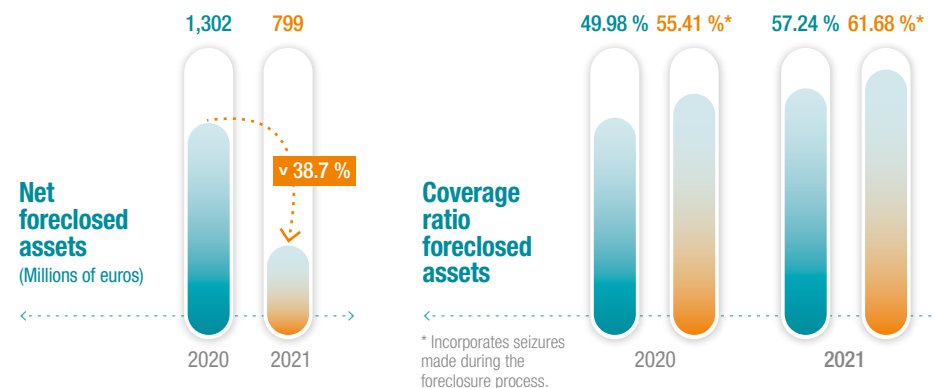 1,302 799
v 38.7 %
Net
foreclosed
assets
(Millions of euros)
2020 2021
49.98 % 55.41 %* 57.24 % 61.68 %*
Coverage
ratio
foreclosed
assets
* Incorporates seizures
made during the
foreclosure process.
2020 2021